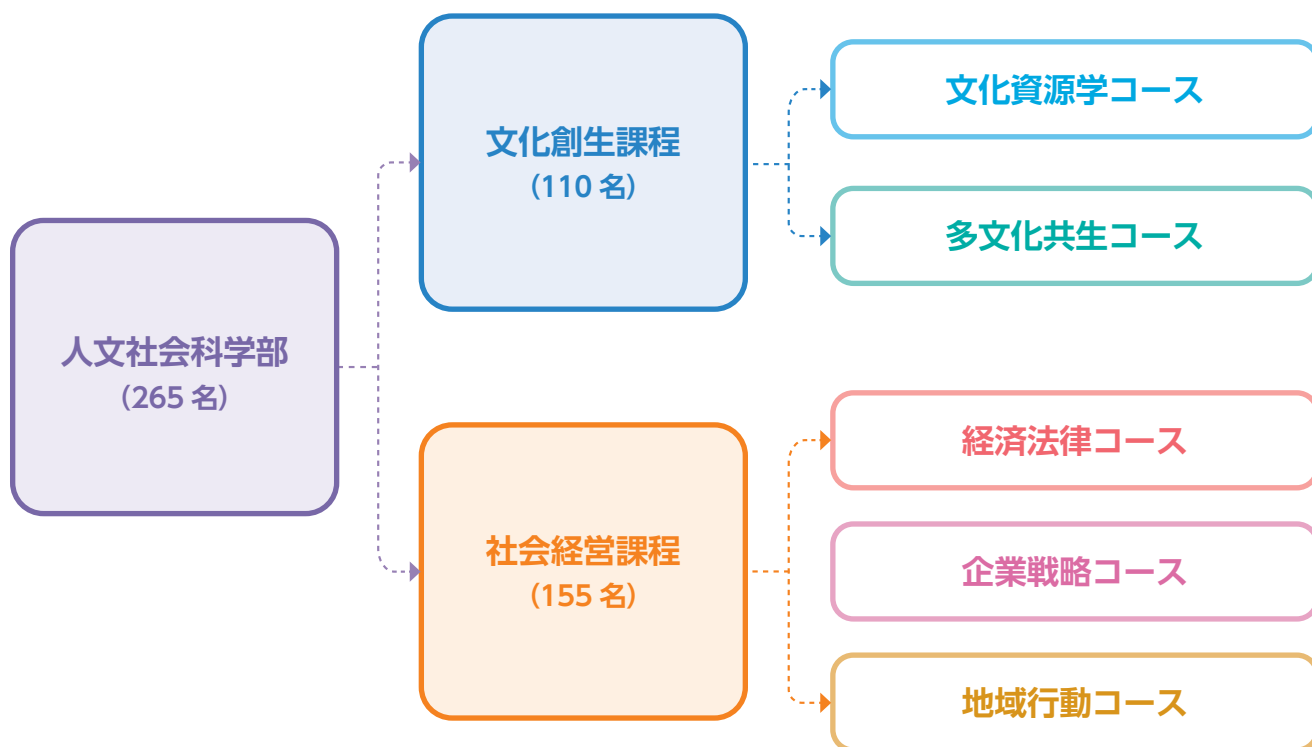 人文社会科学部
（265 名）
文化創生課程
（110 名）
文化資源学コース
多文化共生コース
社会経営課程
（155 名）
経済法律コース
企業戦略コース
地域行動コース